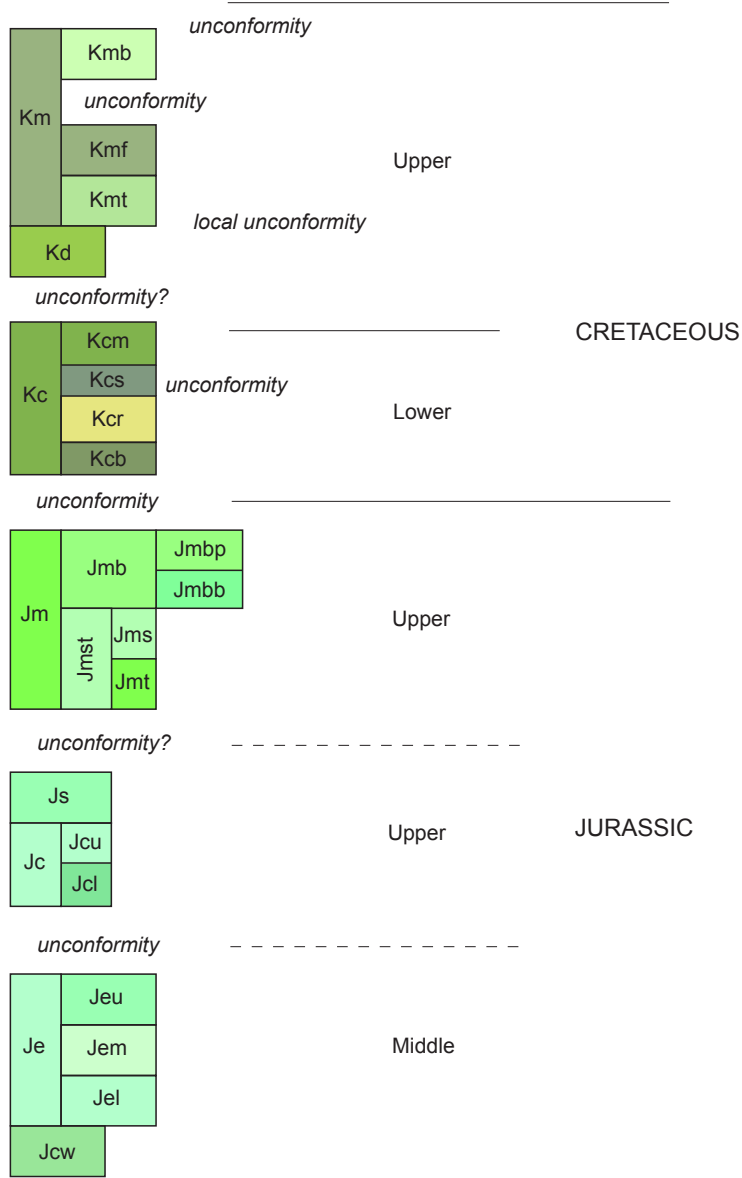 unconformity
Kmb
unconformity
Km
Kmf
Upper
Kmt
local unconformity
Kd
unconformity?
Kcm
CRETACEOUS
Kcs
unconformity
Kc
Kcr
Lower
Kcb
unconformity
Jmbp
Jmb
Jmbb
Jm
Upper
Jms
Jmst
Jmt
unconformity?
Js
Upper
JURASSIC
Jcu
Jc
Jcl
unconformity
Jeu
Je
Jem
Middle
Jel
Jcw